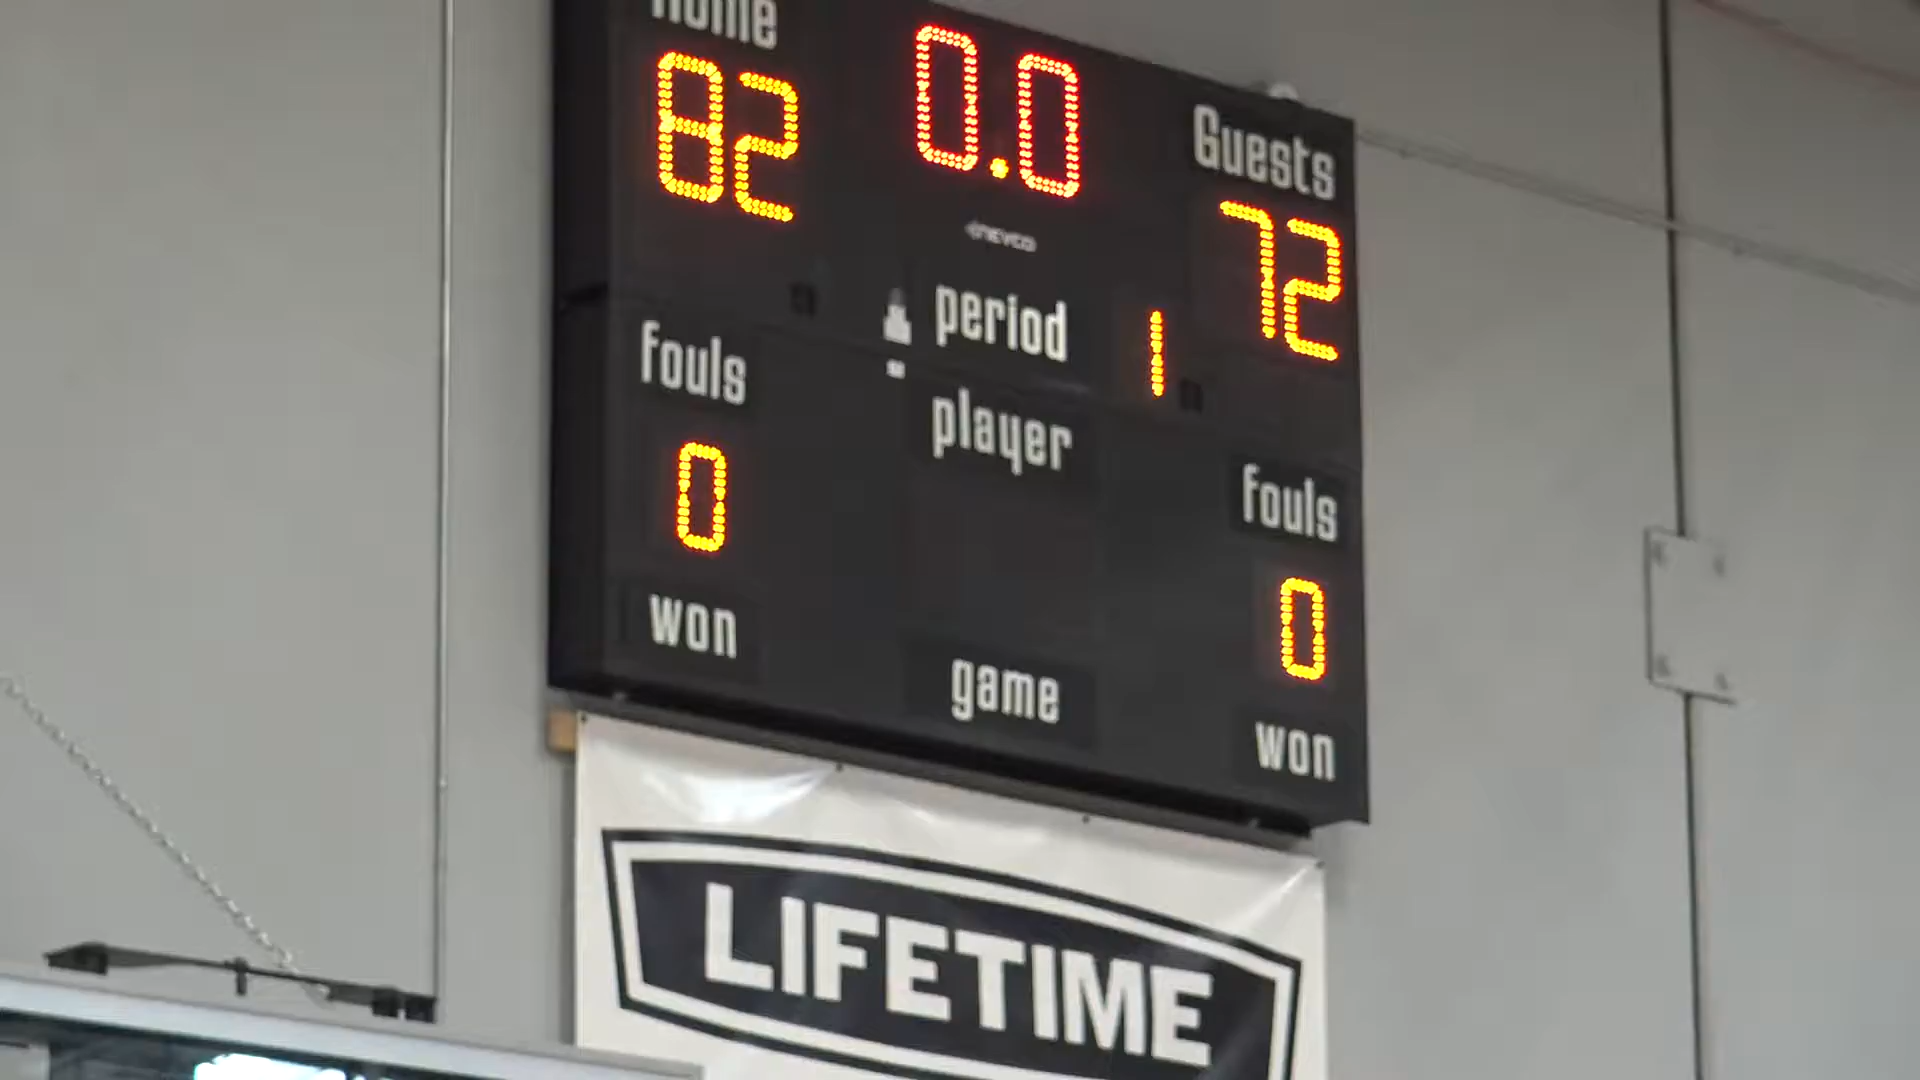 Home
0.0
82
Guests
72
NEVCO
period 1
fouls
player
fouls
0
0
won
game
won
LIFETIME